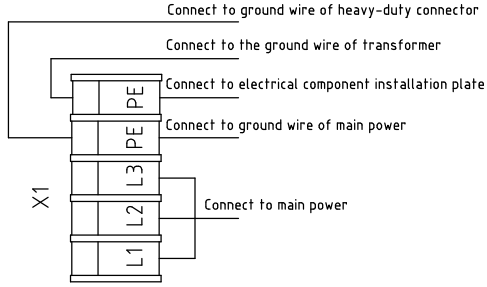 Connect to ground wire of heavy-duty connector
Connect to the ground wire of transformer
Connect to electrical component installation plate
PE
Connect to ground wire of main power
PE
L3
X1
L2
Connect to main power
L1